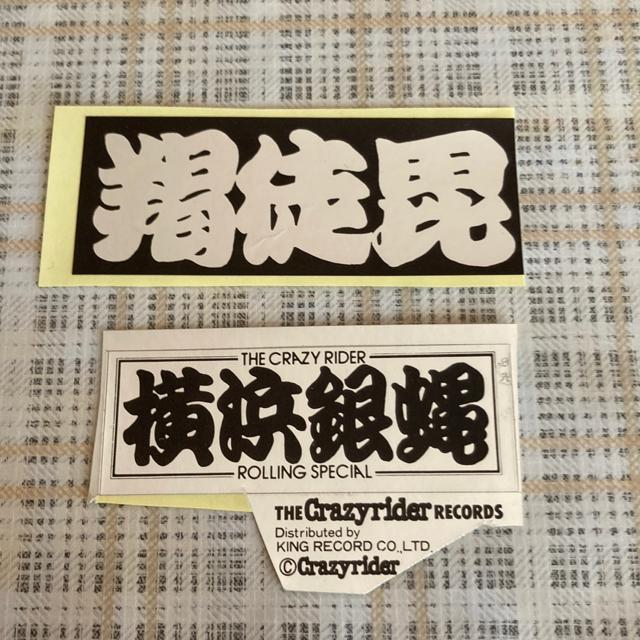 羯徒毘
THE CRAZY RIDER
横浜銀蝿
ROLLING SPECIAL
THE Crazyrider RECORDS
Distributed by
KING RECORD CO.,LTD.
©Crazyrider